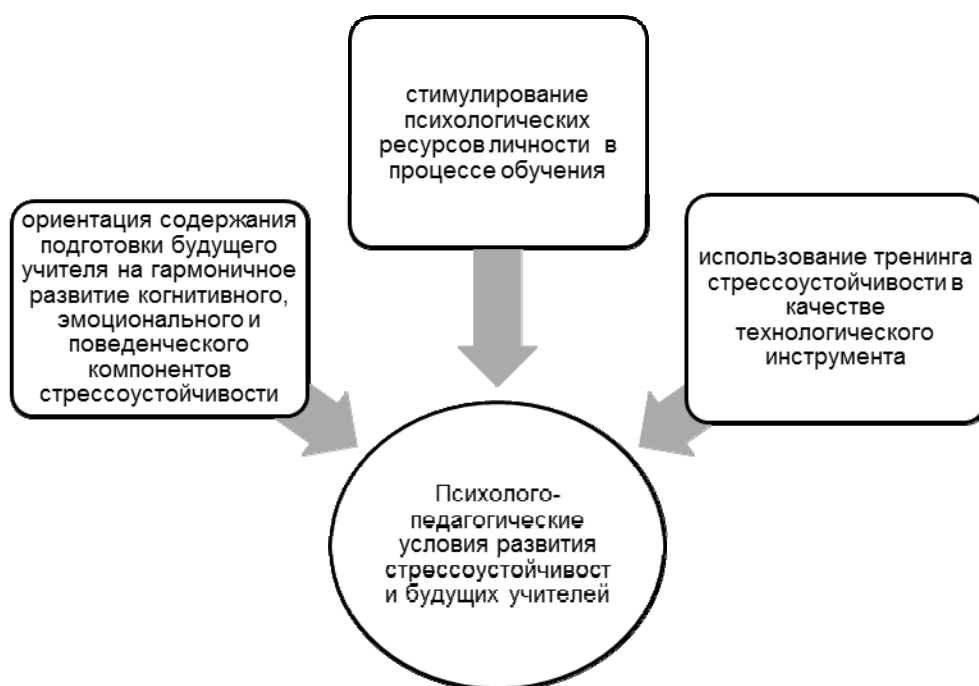 стимулирование
психологических
ресурсов личности в
процессе обучения
ориентация содержания
подготовки будущего
учителя на гармоничное
развитие когнитивного,
эмоционального и
поведенческого
компонентов
стрессоустойчивости
использование тренинга
стрессоустойчивости в
качестве
технологического
инструмента
Психолого-
педагогические
условия развития
стрессоустойчивост
и будущих учителей